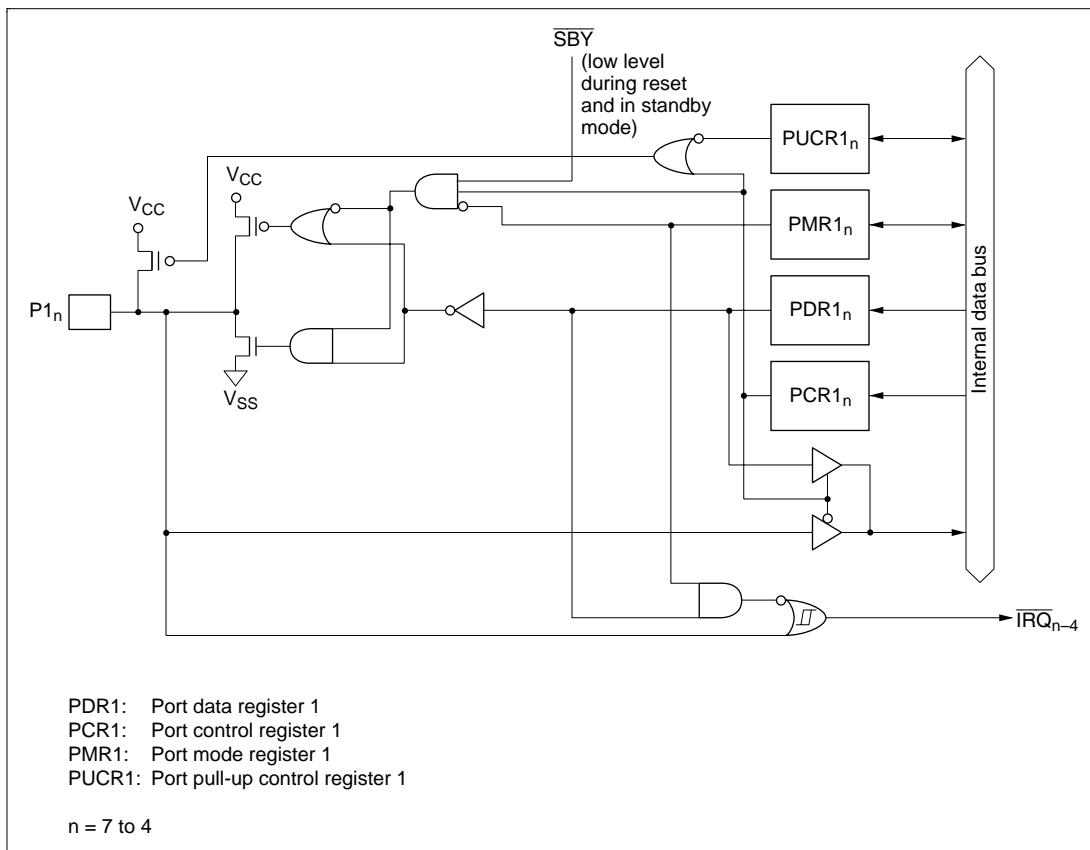 SBY
(low level
during reset
and in standby
mode)
PUCR1n
VCC
VCC
PMR1n
P1n
PDR1n
Internal data bus
VSS
PCR1n
IRQn–4
PDR1: Port data register 1
PCR1: Port control register 1
PMR1: Port mode register 1
PUCR1: Port pull-up control register 1
n = 7 to 4